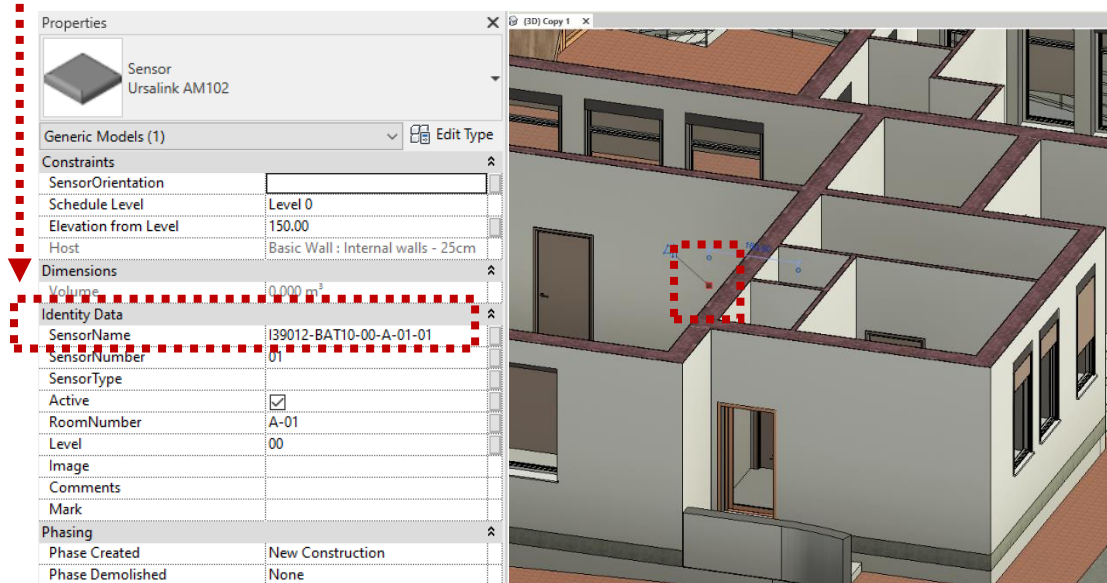 Properties
Sensor
Ursalink AM102
Generic Models (1)
Edit Type
Constraints
SensorOrientation
Schedule Level Level 0
Elevation from Level 150.00
Host Basic Wall : Internal walls - 25cm
Dimensions
Volume 0.000 m³
Identity Data
SensorName I39012-BAT10-00-A-01-01
SensorNumber 01
SensorType
Active
RoomNumber A-01
Level 00
Image
Comments
Mark
Phasing
Phase Created New Construction
Phase Demolished None
{3D} Copy 1